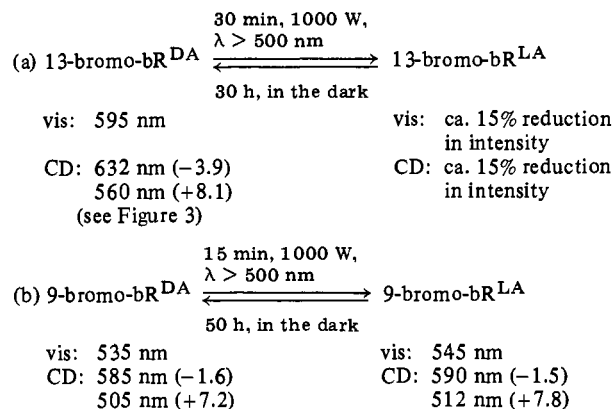 30 min, 1000 W,
λ > 500 nm
(a) 13-bromo-bR^DA ⇌ 13-bromo-bR^LA
30 h, in the dark
vis: 595 nm
CD: 632 nm (−3.9)
560 nm (+8.1)
(see Figure 3)
vis: ca. 15% reduction
in intensity
CD: ca. 15% reduction
in intensity
15 min, 1000 W,
λ > 500 nm
(b) 9-bromo-bR^DA ⇌ 9-bromo-bR^LA
50 h, in the dark
vis: 535 nm
CD: 585 nm (−1.6)
505 nm (+7.2)
vis: 545 nm
CD: 590 nm (−1.5)
512 nm (+7.8)